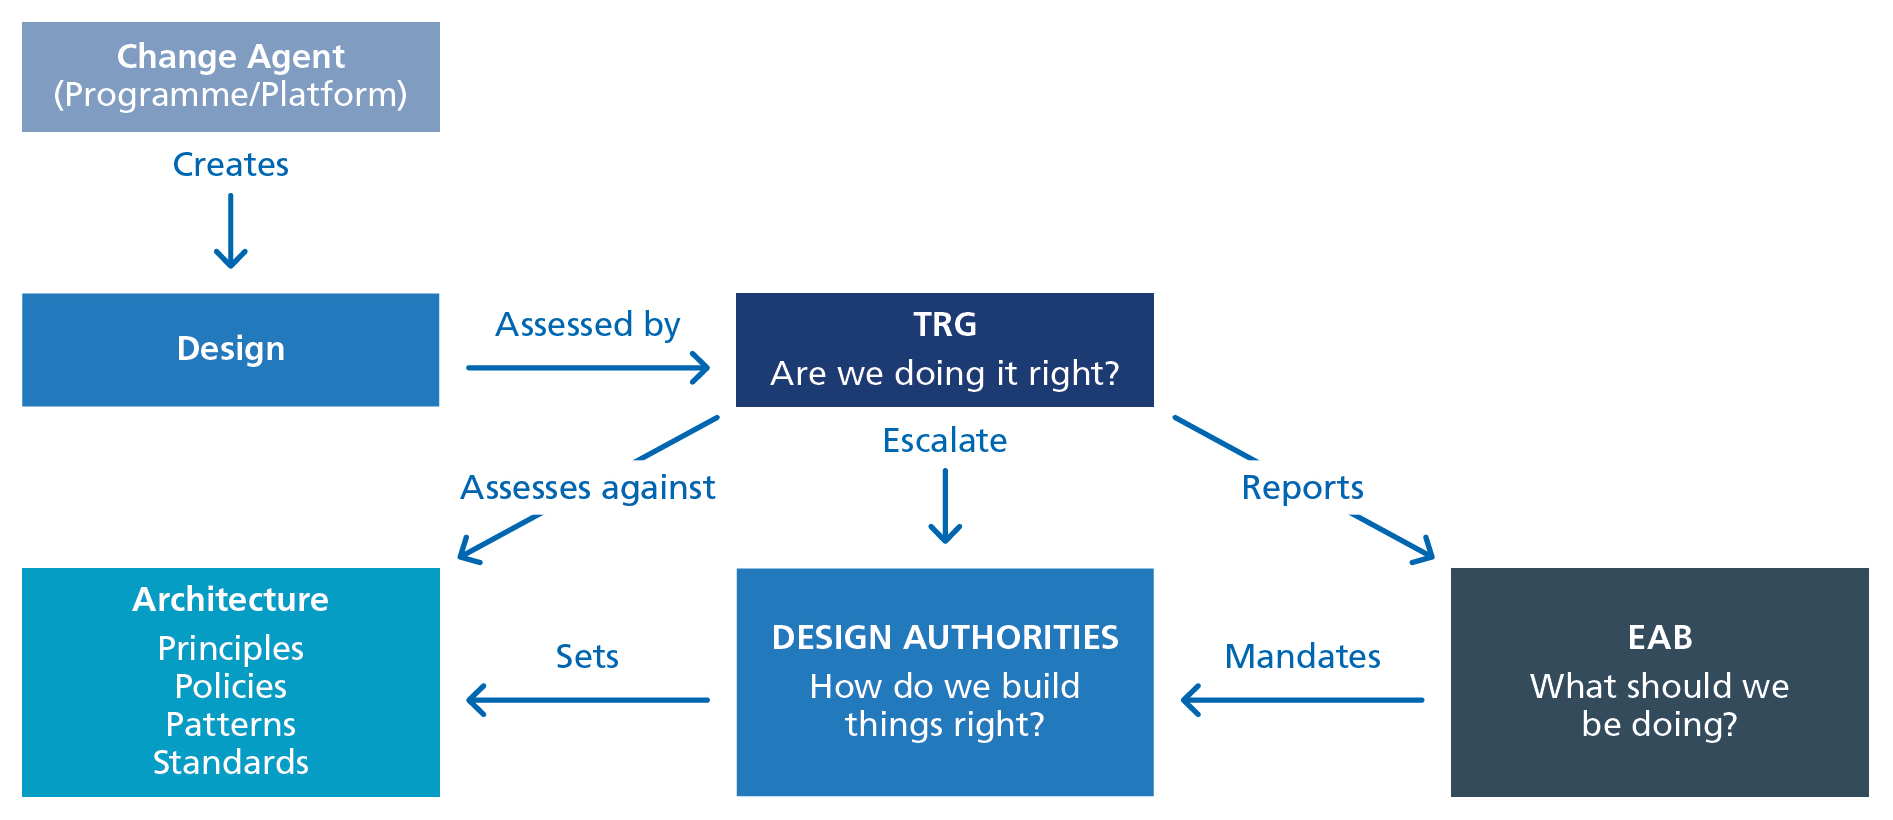 Change Agent
(Programme/Platform)
Creates
Design
Assessed by
TRG
Are we doing it right?
Assesses against
Escalate
Reports
Architecture
Principles
Policies
Patterns
Standards
Sets
DESIGN AUTHORITIES
How do we build
things right?
Mandates
EAB
What should we
be doing?